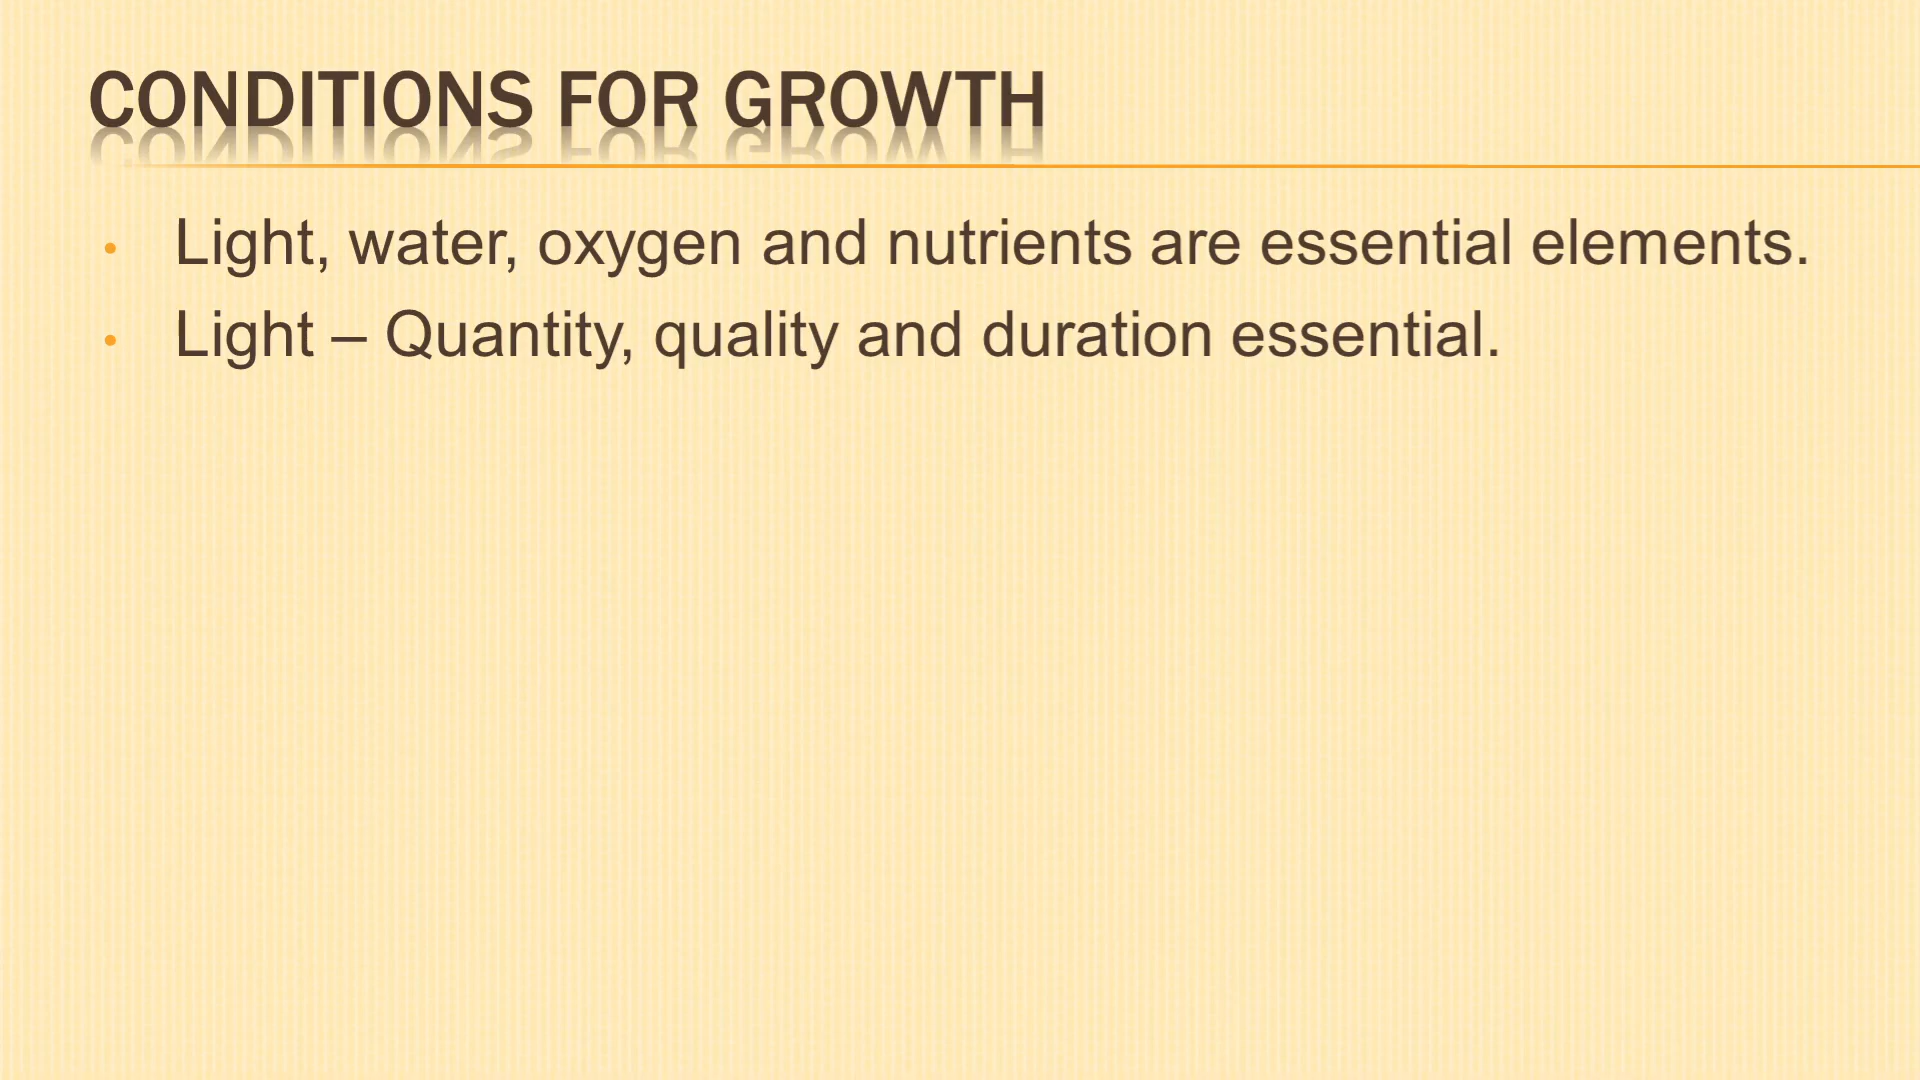 CONDITIONS FOR GROWTH
• Light, water, oxygen and nutrients are essential elements.
• Light – Quantity, quality and duration essential.